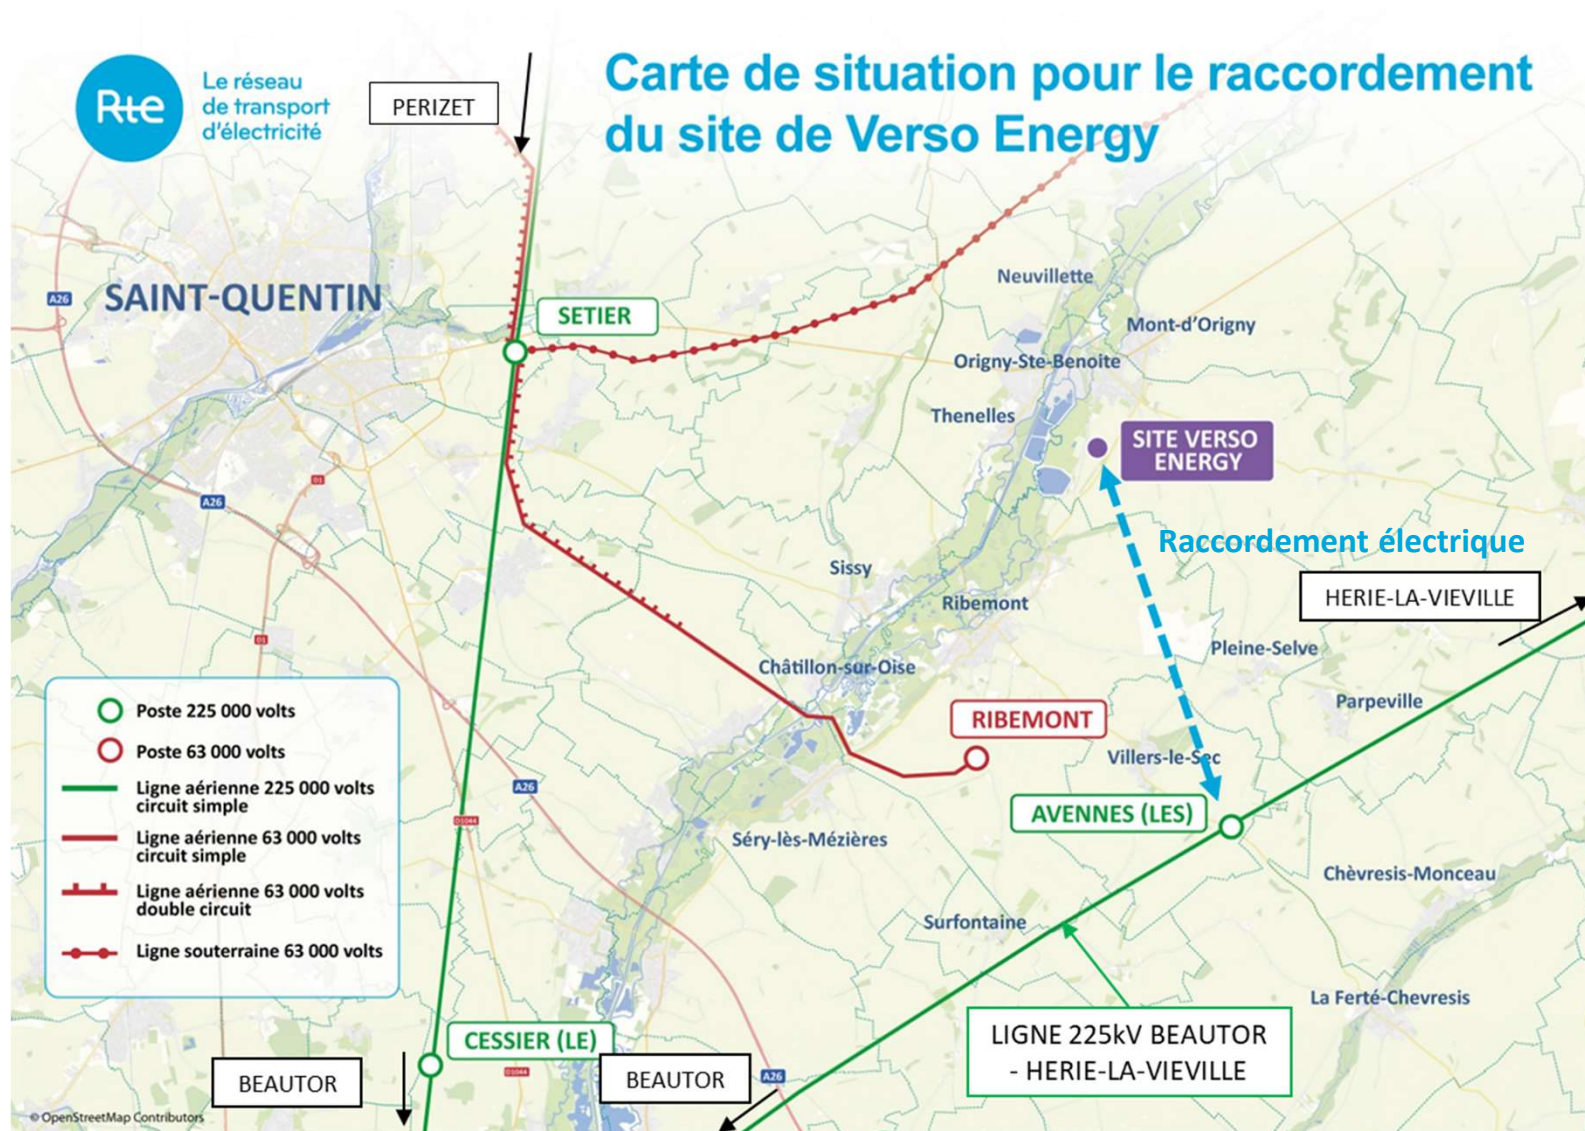 Rte
Le réseau
de transport
d'électricité
PERIZET
Carte de situation pour le raccordement
du site de Verso Energy
A26
SAINT-QUENTIN
SETIER
Neuvillette
Mont-d'Origny
Origny-Ste-Benoite
Thenelles
SITE VERSO
ENERGY
D1
A26
Raccordement électrique
Sissy
HERIE-LA-VIEVILLE
Ribemont
D1
Pleine-Selve
Châtillon-sur-Oise
Parpeville
RIBEMONT
Villers-le-Sec
Poste 225 000 volts
Poste 63 000 volts
Ligne aérienne 225 000 volts
circuit simple
Ligne aérienne 63 000 volts
circuit simple
Ligne aérienne 63 000 volts
double circuit
Ligne souterraine 63 000 volts
A26
D1044
AVENNES (LES)
Séry-lès-Mézières
Chèvresis-Monceau
Surfontaine
La Ferté-Chevresis
LIGNE 225kV BEAUTOR
- HERIE-LA-VIEVILLE
CESSIER (LE)
BEAUTOR
D1044
BEAUTOR
A26
© OpenStreetMap Contributors